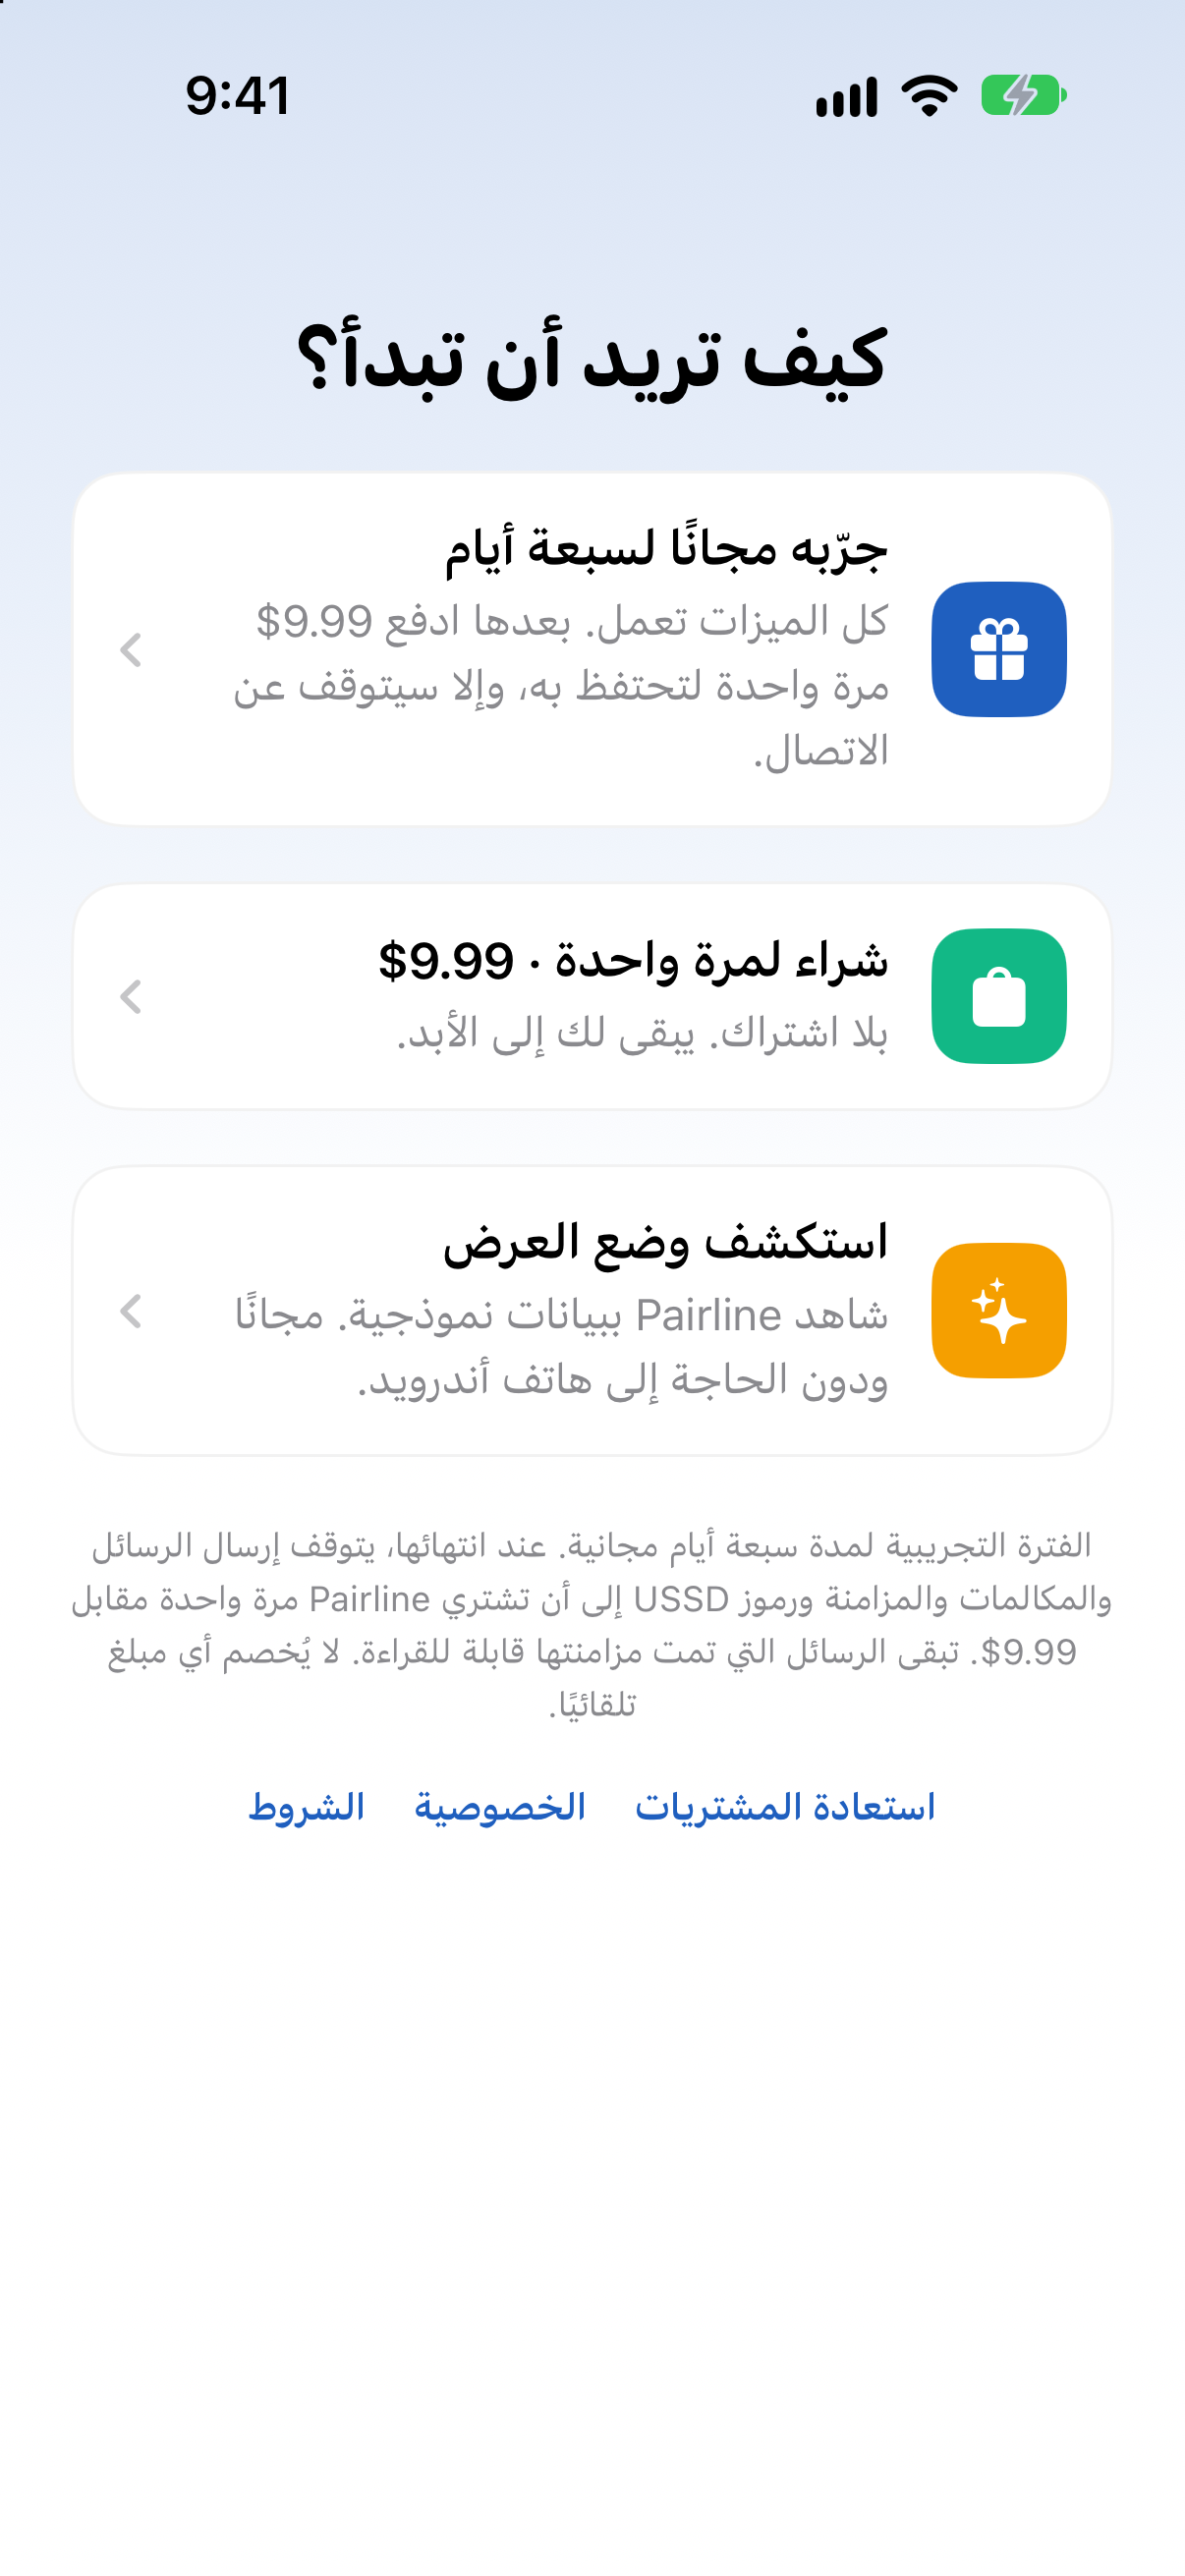 9:41
كيف تريد أن تبدأ؟
جرّبه مجانًا لسبعة أيام
كل الميزات تعمل. بعدها ادفع 9.99$
مرة واحدة لتحتفظ به، وإلا سيتوقف عن
الاتصال.
شراء لمرة واحدة · 9.99$
بلا اشتراك. يبقى لك إلى الأبد.
استكشف وضع العرض
شاهد Pairline ببيانات نموذجية. مجانًا
ودون الحاجة إلى هاتف أندرويد.
الفترة التجريبية لمدة سبعة أيام مجانية. عند انتهائها، يتوقف إرسال الرسائل
والمكالمات والمزامنة ورموز USSD إلى أن تشتري Pairline مرة واحدة مقابل
9.99$. تبقى الرسائل التي تمت مزامنتها قابلة للقراءة. لا يُخصم أي مبلغ
تلقائيًا.
استعادة المشتريات الخصوصية الشروط